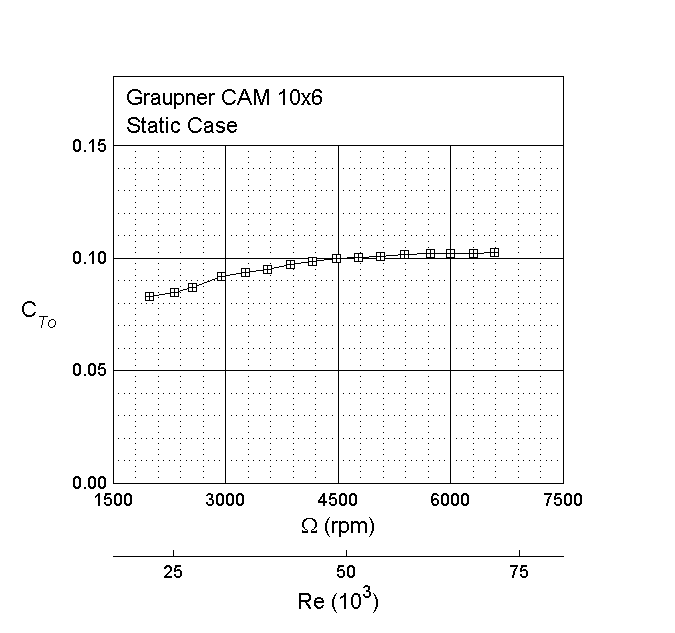 Graupner CAM 10x6
Static Case
0.15
0.10
C_To
0.05
0.00
1500 3000 4500 6000 7500
Ω (rpm)
25 50 75
Re (10³)